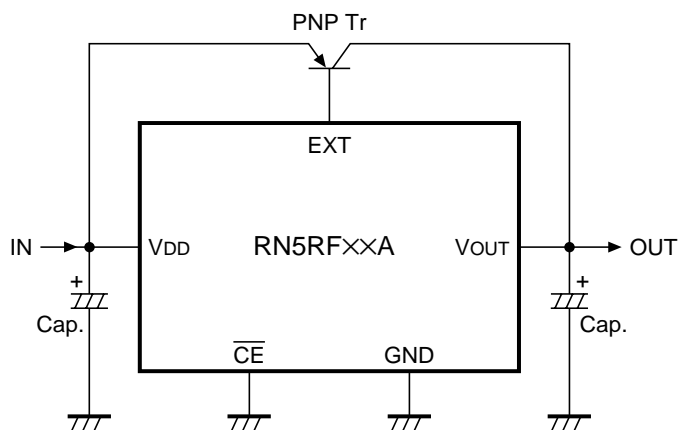 PNP Tr
EXT
IN
VDD
RN5RF××A
VOUT
OUT
+
Cap.
+
Cap.
CE
GND